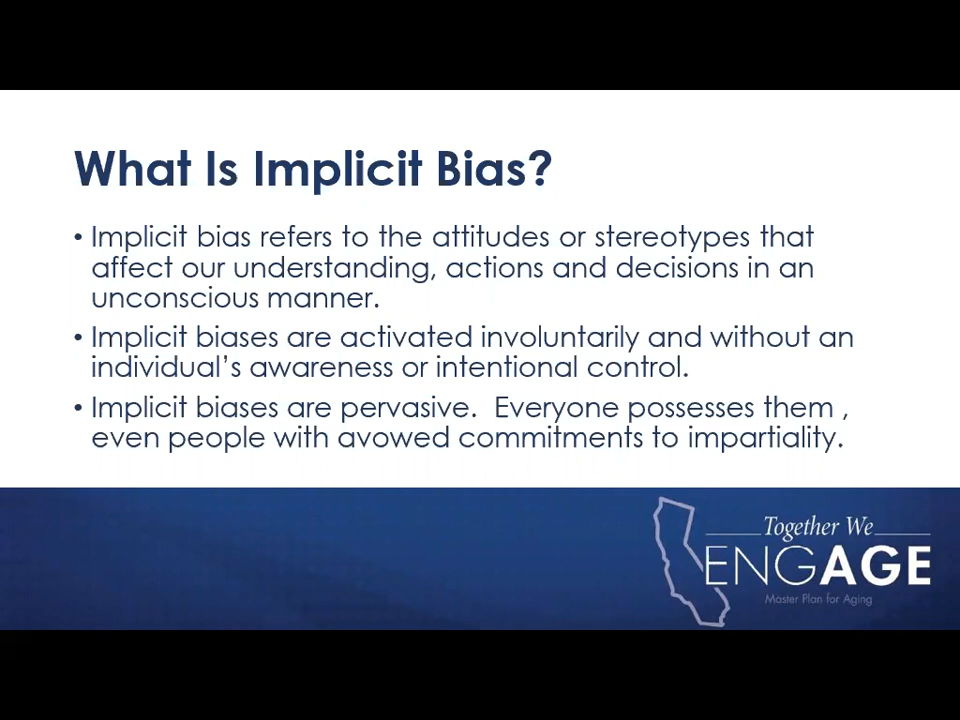 What Is Implicit Bias?
• Implicit bias refers to the attitudes or stereotypes that
affect our understanding, actions and decisions in an
unconscious manner.
• Implicit biases are activated involuntarily and without an
individual’s awareness or intentional control.
• Implicit biases are pervasive.  Everyone possesses them ,
even people with avowed commitments to impartiality.
Together We
ENGAGE
Master Plan for Aging